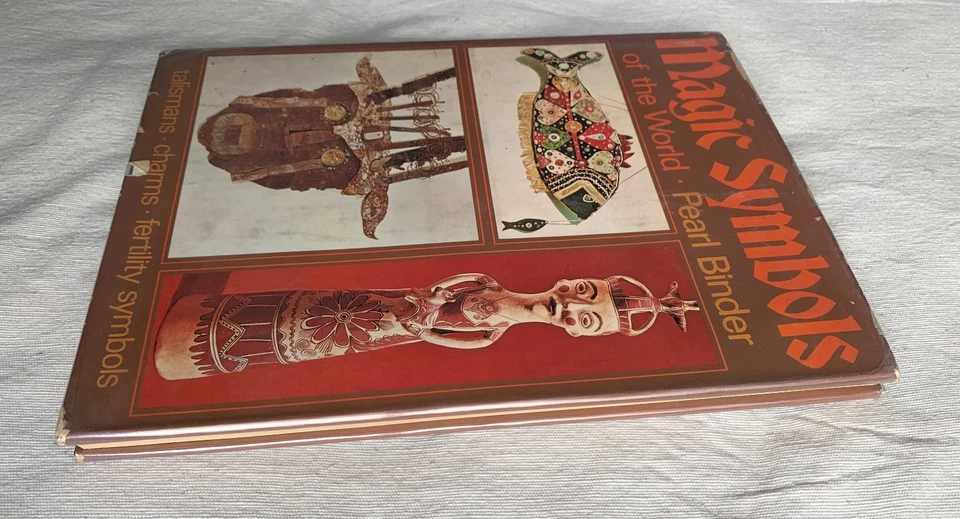 Magic Symbols
of the World · Pearl Binder
talismans · charms · fertility symbols